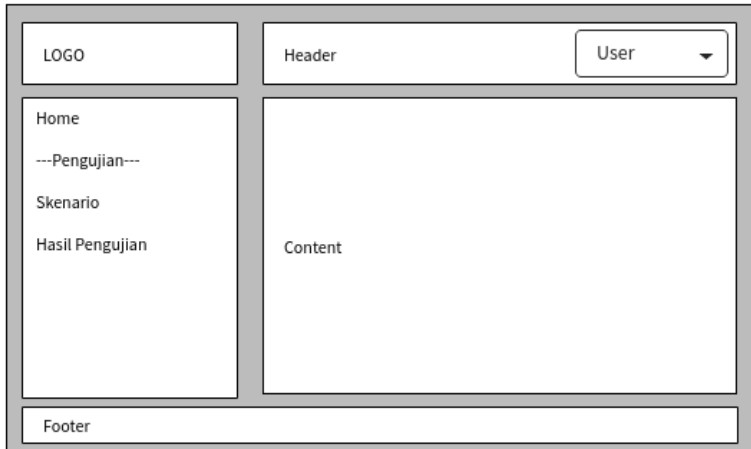 LOGO
Header
User
Home
---Pengujian---
Skenario
Hasil Pengujian
Content
Footer